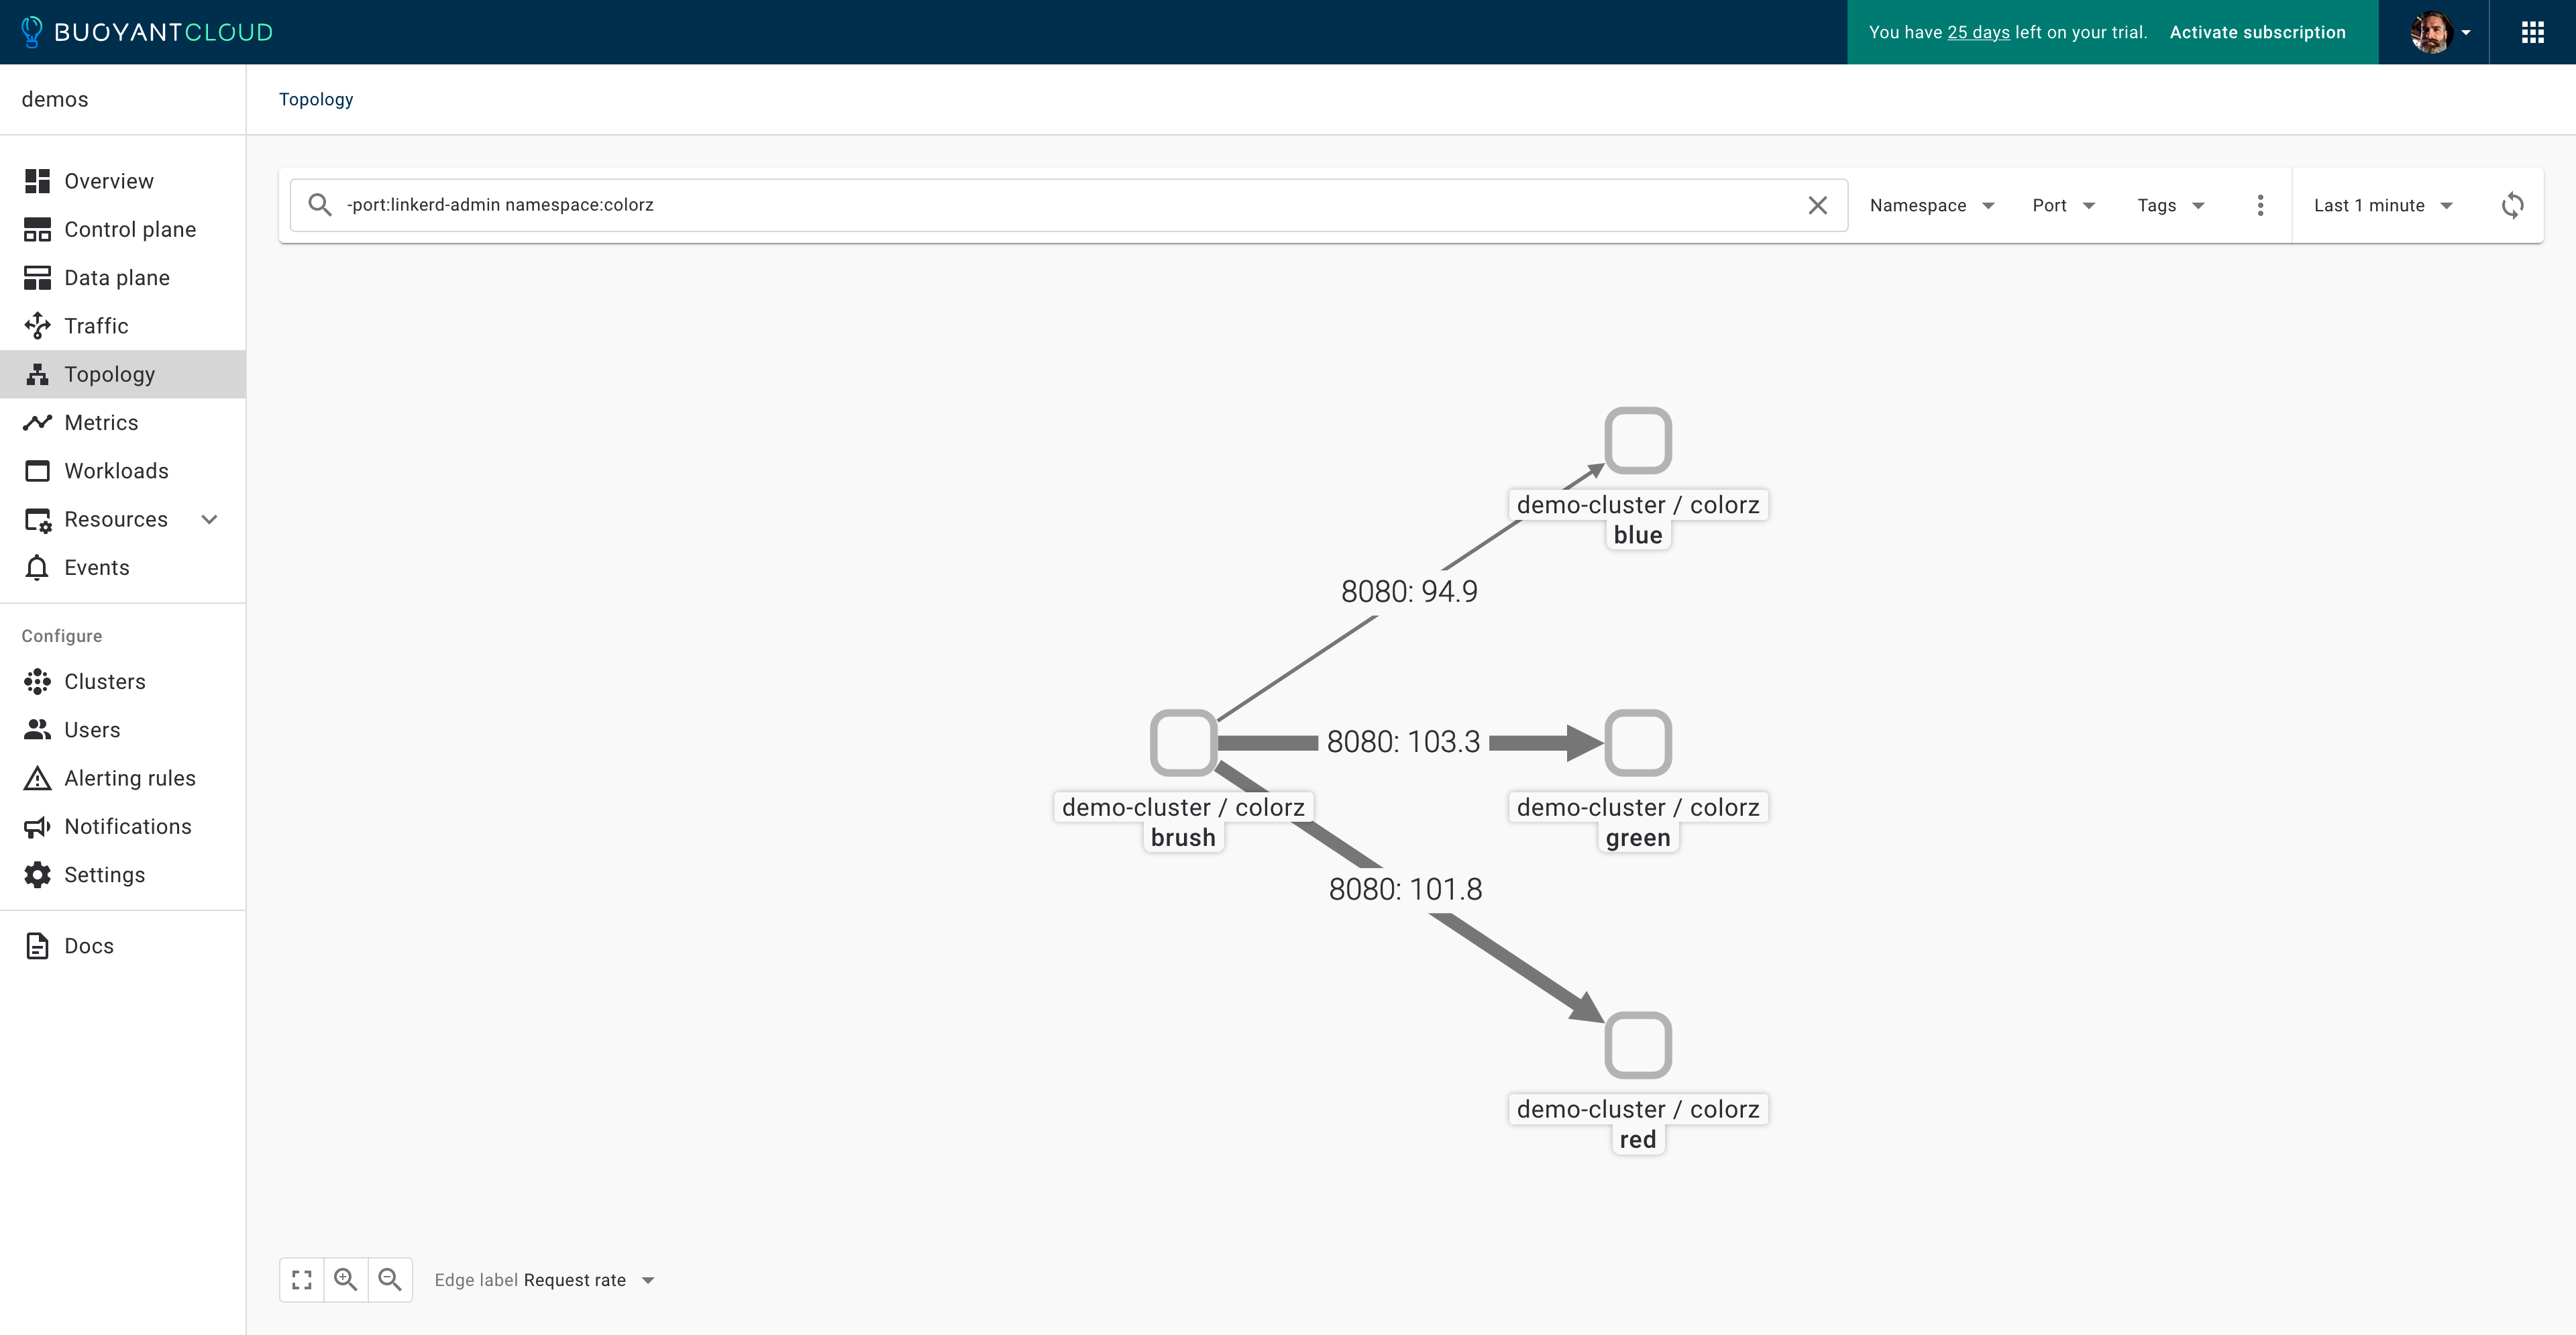 BUOYANTCLOUD
You have 25 days left on your trial. Activate subscription
demos
Topology
Overview
Control plane
Data plane
Traffic
Topology
Metrics
Workloads
Resources
Events
Configure
Clusters
Users
Alerting rules
Notifications
Settings
Docs
-port:linkerd-admin namespace:colorz
Namespace
Port
Tags
Last 1 minute
demo-cluster / colorz
blue
8080: 94.9
8080: 103.3
demo-cluster / colorz
brush
demo-cluster / colorz
green
8080: 101.8
demo-cluster / colorz
red
Edge label Request rate